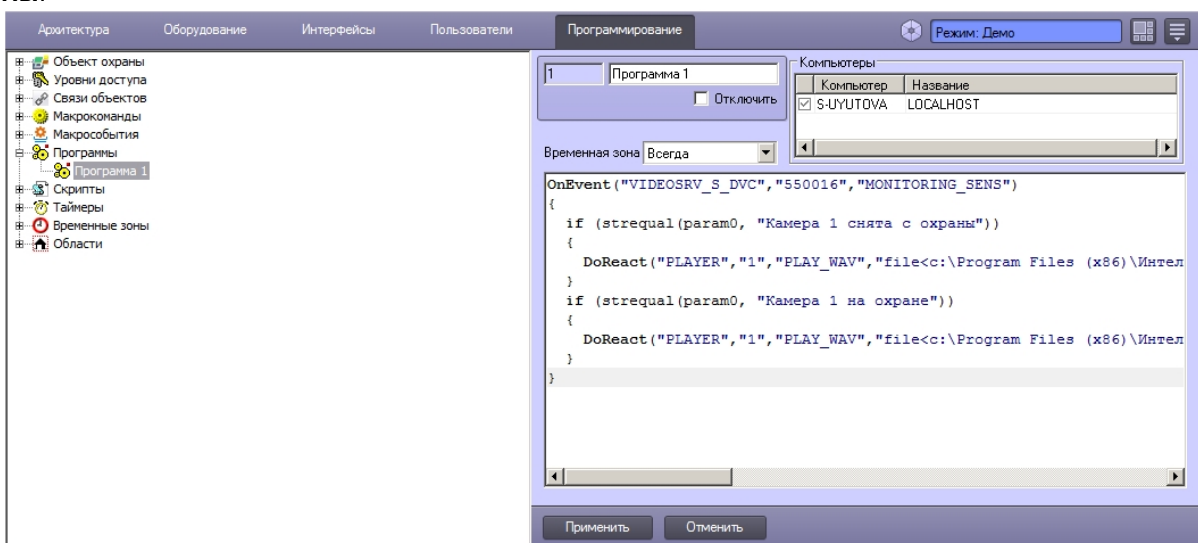 Архитектура Оборудование Интерфейсы Пользователи Программирование Режим: Демо
Объект охраны
Уровни доступа
Связи объектов
Макрокоманды
Макрособытия
Программы
Программа 1
Скрипты
Таймеры
Временные зоны
Области
1 Программа 1
Отключить
Компьютеры
Компьютер Название
S-UYUTOVA LOCALHOST
Временная зона Всегда
OnEvent("VIDEOSRV_S_DVC","550016","MONITORING_SENS")
{
if (strequal(param0, "Камера 1 снята с охраны"))
{
DoReact("PLAYER","1","PLAY_WAV","file<c:\Program Files (x86)\Интел
}
if (strequal(param0, "Камера 1 на охране"))
{
DoReact("PLAYER","1","PLAY_WAV","file<c:\Program Files (x86)\Интел
}
}
Применить Отменить